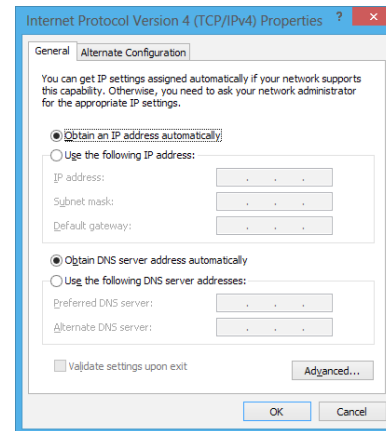 Internet Protocol Version 4 (TCP/IPv4) Properties ? ×
General Alternate Configuration
You can get IP settings assigned automatically if your network supports
this capability. Otherwise, you need to ask your network administrator
for the appropriate IP settings.
Obtain an IP address automatically
Use the following IP address:
IP address: . . .
Subnet mask: . . .
Default gateway: . . .
Obtain DNS server address automatically
Use the following DNS server addresses:
Preferred DNS server: . . .
Alternate DNS server: . . .
Validate settings upon exit
Advanced...
OK Cancel